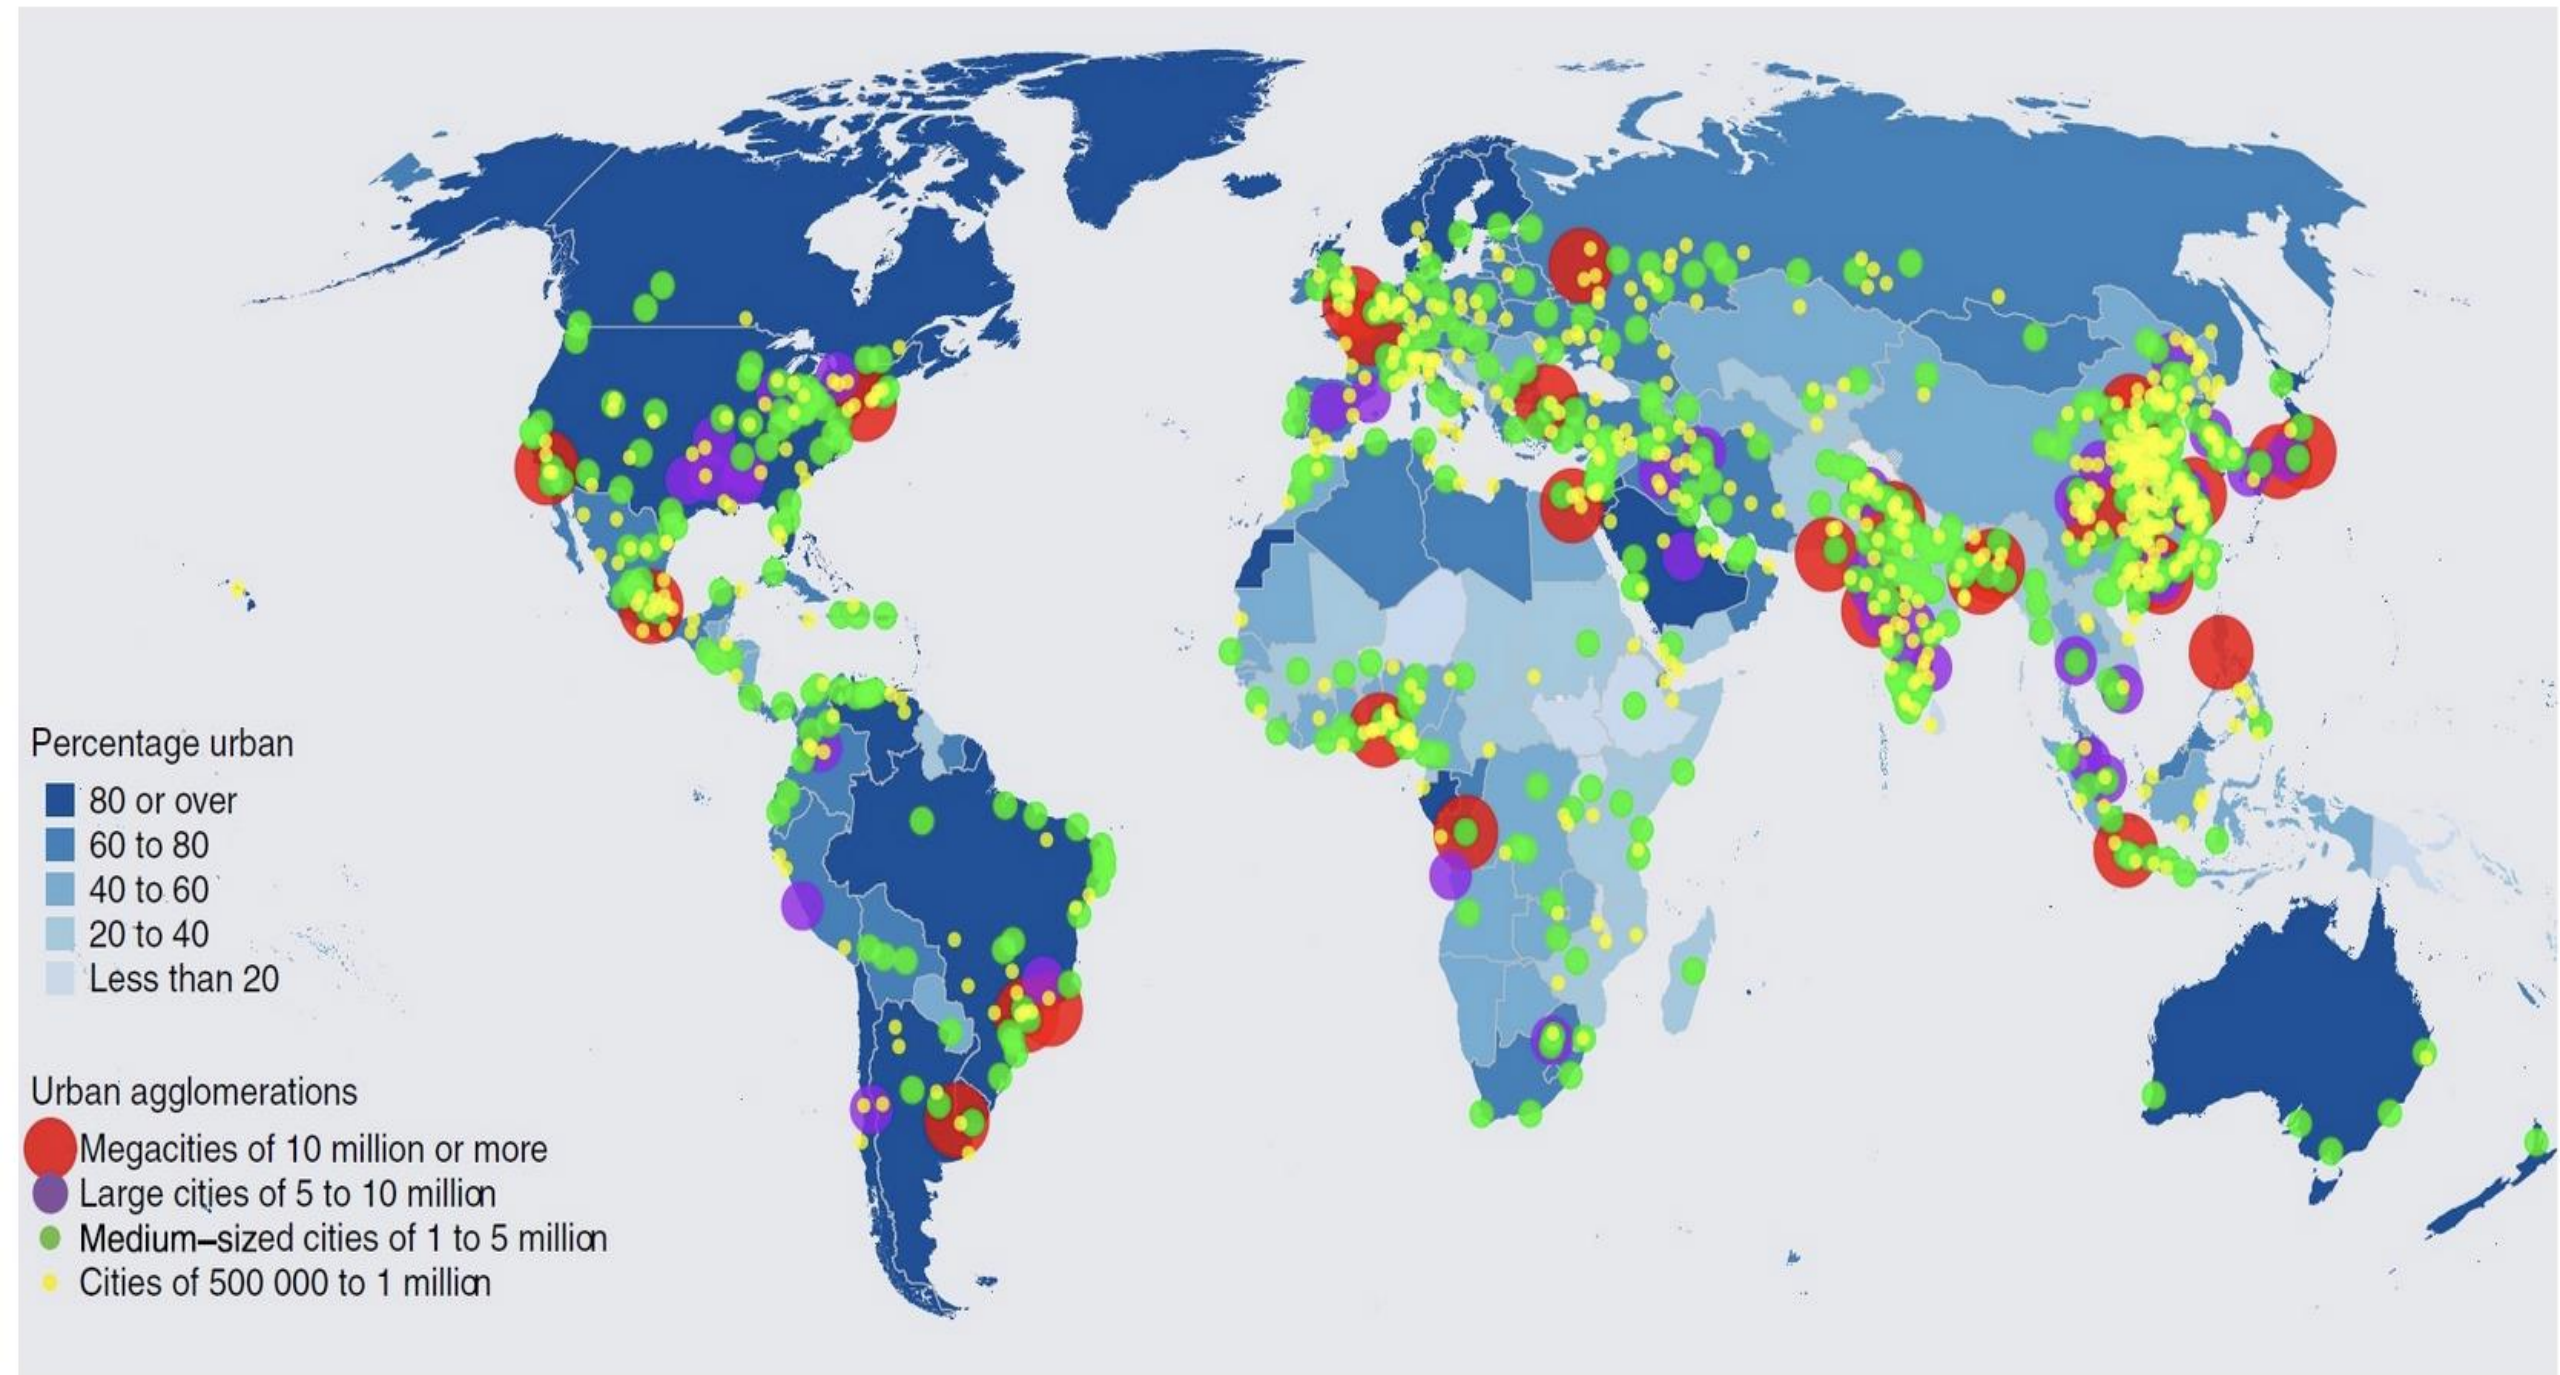 Percentage urban
80 or over
60 to 80
40 to 60
20 to 40
Less than 20
Urban agglomerations
Megacities of 10 million or more
Large cities of 5 to 10 million
Medium–sized cities of 1 to 5 million
Cities of 500 000 to 1 million